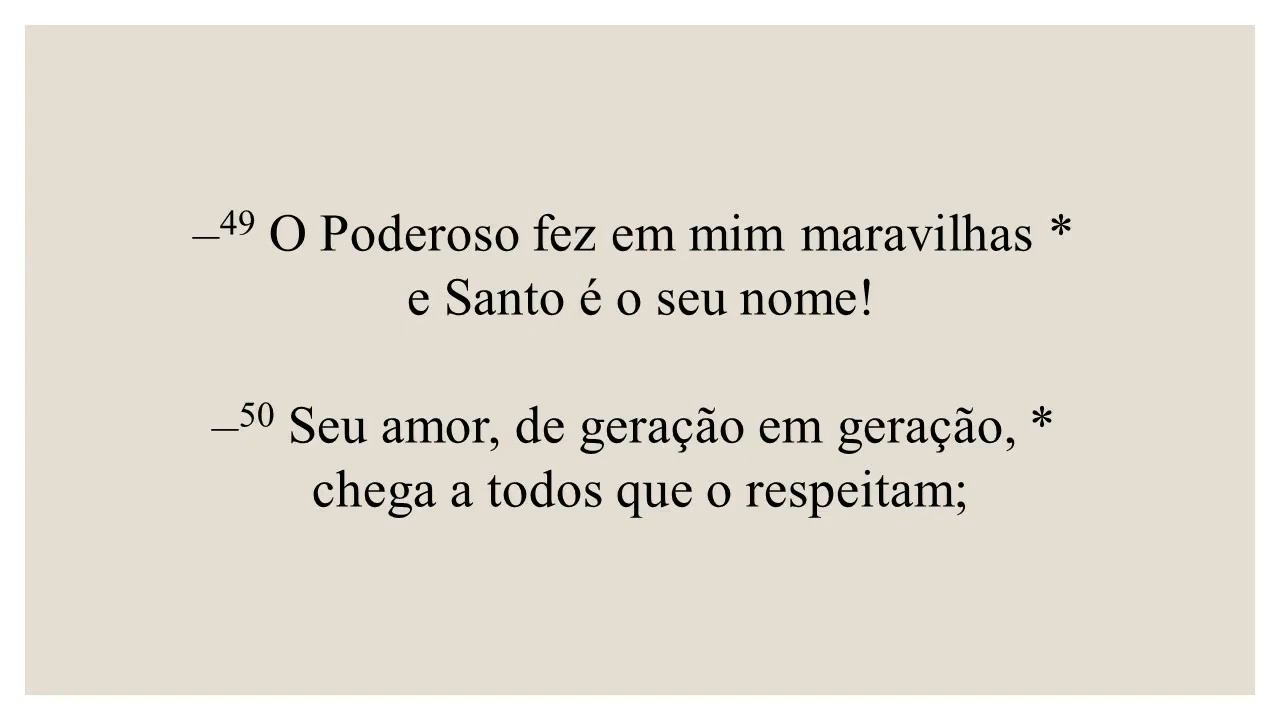 –⁴⁹ O Poderoso fez em mim maravilhas *
e Santo é o seu nome!
–⁵⁰ Seu amor, de geração em geração, *
chega a todos que o respeitam;